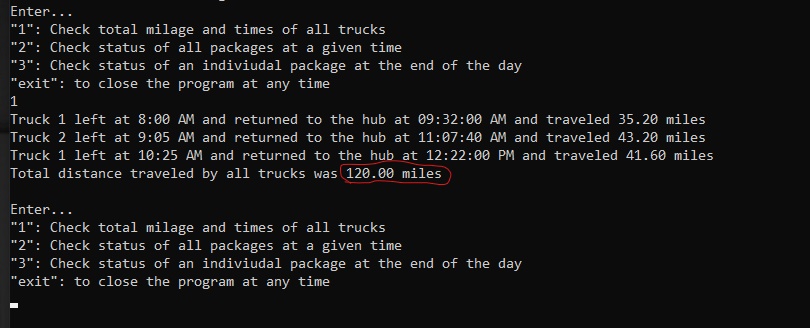 Enter...
"1": Check total milage and times of all trucks
"2": Check status of all packages at a given time
"3": Check status of an indiviudal package at the end of the day
"exit": to close the program at any time
1
Truck 1 left at 8:00 AM and returned to the hub at 09:32:00 AM and traveled 35.20 miles
Truck 2 left at 9:05 AM and returned to the hub at 11:07:40 AM and traveled 43.20 miles
Truck 1 left at 10:25 AM and returned to the hub at 12:22:00 PM and traveled 41.60 miles
Total distance traveled by all trucks was 120.00 miles
Enter...
"1": Check total milage and times of all trucks
"2": Check status of all packages at a given time
"3": Check status of an indiviudal package at the end of the day
"exit": to close the program at any time